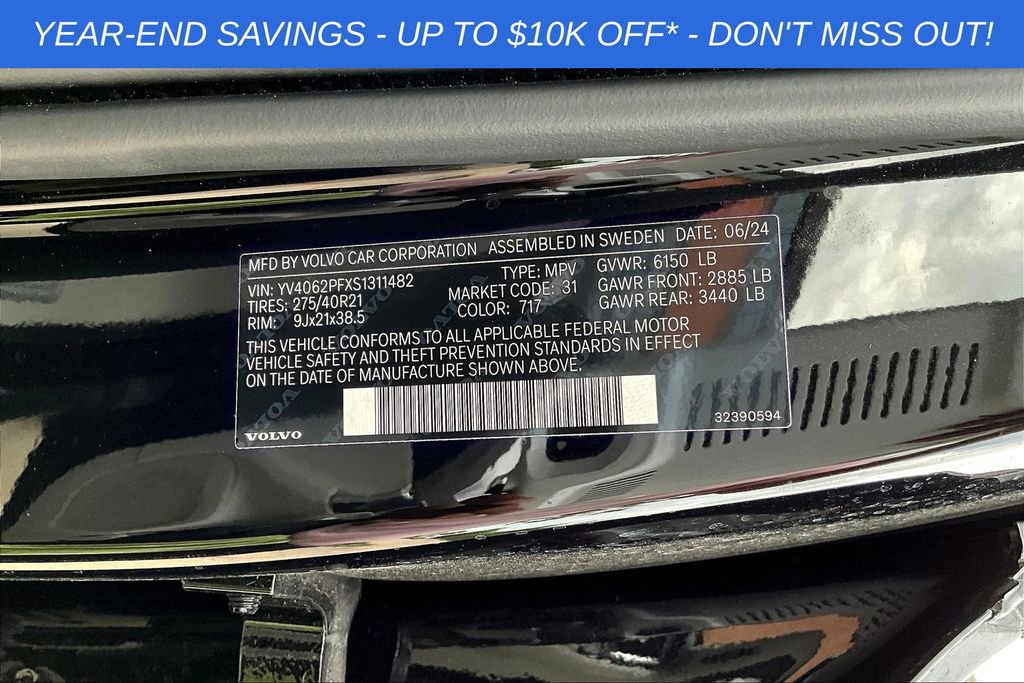 YEAR-END SAVINGS - UP TO $10K OFF* - DON'T MISS OUT!
MFD BY VOLVO CAR CORPORATION ASSEMBLED IN SWEDEN DATE: 06/24
VIN: YV4062PFXS1311482 TYPE: MPV GVWR: 6150 LB
TIRES: 275/40R21 MARKET CODE: 31 GAWR FRONT: 2885 LB
RIM: 9Jx21x38.5 COLOR: 717 GAWR REAR: 3440 LB
THIS VEHICLE CONFORMS TO ALL APPLICABLE FEDERAL MOTOR
VEHICLE SAFETY AND THEFT PREVENTION STANDARDS IN EFFECT
ON THE DATE OF MANUFACTURE SHOWN ABOVE.
VOLVO 32390594